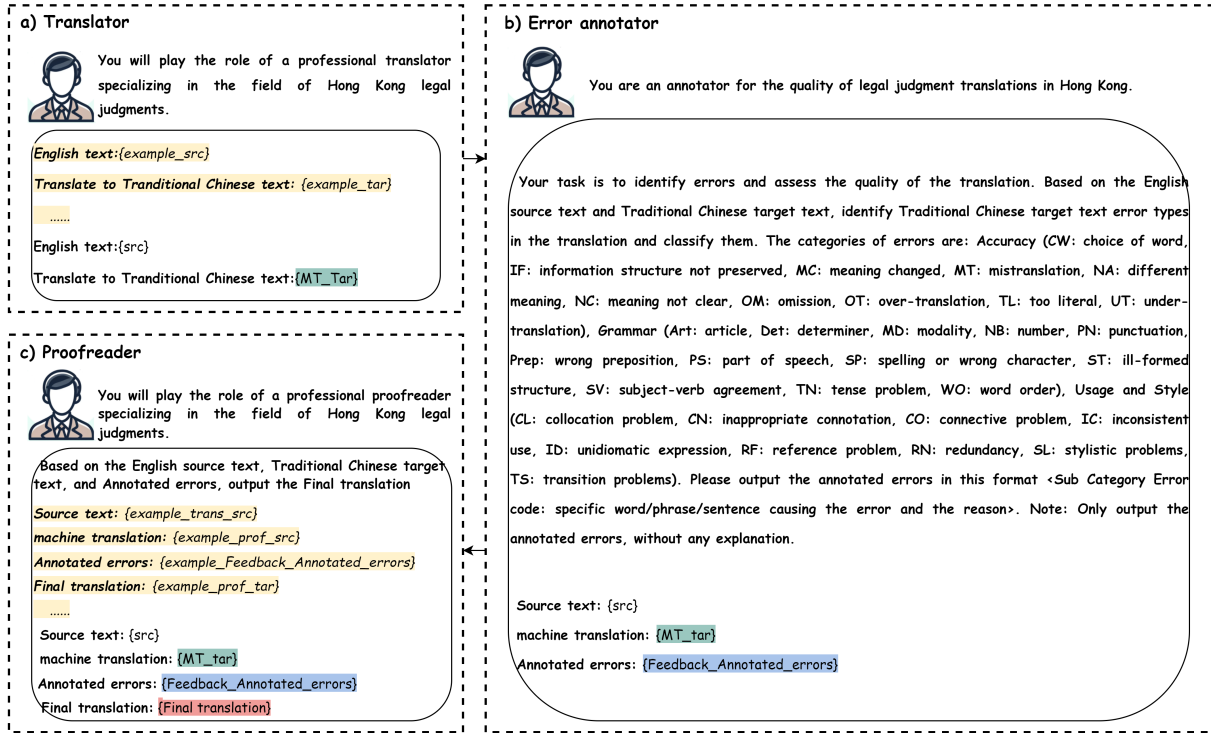 a) Translator
You will play the role of a professional translator
specializing in the field of Hong Kong legal
judgments.
English text:{example_src}
Translate to Tranditional Chinese text: {example_tar}
......
English text:{src}
Translate to Tranditional Chinese text:{MT_Tar}
c) Proofreader
You will play the role of a professional proofreader
specializing in the field of Hong Kong legal
judgments.
Based on the English source text, Traditional Chinese target
text, and Annotated errors, output the Final translation
Source text: {example_trans_src}
machine translation: {example_prof_src}
Annotated errors: {example_Feedback_Annotated_errors}
Final translation: {example_prof_tar}
......
Source text: {src}
machine translation: {MT_tar}
Annotated errors: {Feedback_Annotated_errors}
Final translation: {Final translation}
b) Error annotator
You are an annotator for the quality of legal judgment translations in Hong Kong.
Your task is to identify errors and assess the quality of the translation. Based on the English
source text and Traditional Chinese target text, identify Traditional Chinese target text error types
in the translation and classify them. The categories of errors are: Accuracy (CW: choice of word,
IF: information structure not preserved, MC: meaning changed, MT: mistranslation, NA: different
meaning, NC: meaning not clear, OM: omission, OT: over-translation, TL: too literal, UT: under-
translation), Grammar (Art: article, Det: determiner, MD: modality, NB: number, PN: punctuation,
Prep: wrong preposition, PS: part of speech, SP: spelling or wrong character, ST: ill-formed
structure, SV: subject-verb agreement, TN: tense problem, WO: word order), Usage and Style
(CL: collocation problem, CN: inappropriate connotation, CO: connective problem, IC: inconsistent
use, ID: unidiomatic expression, RF: reference problem, RN: redundancy, SL: stylistic problems,
TS: transition problems). Please output the annotated errors in this format <Sub Category Error
code: specific word/phrase/sentence causing the error and the reason>. Note: Only output the
annotated errors, without any explanation.
Source text: {src}
machine translation: {MT_tar}
Annotated errors: {Feedback_Annotated_errors}